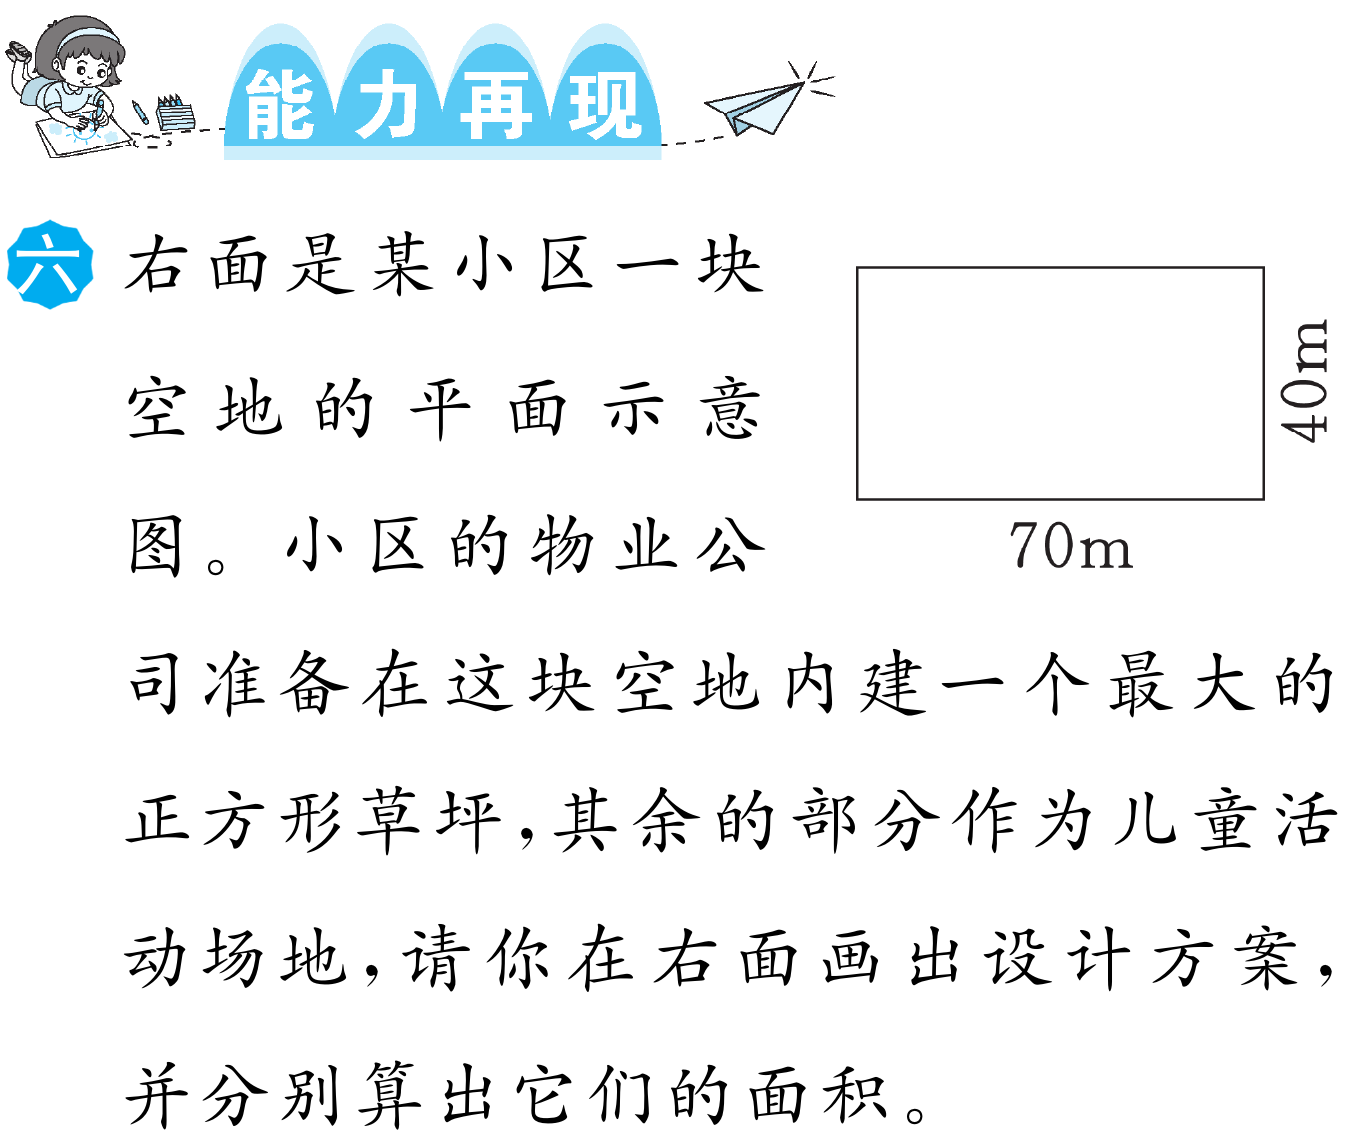 能力再现
六 右面是某小区一块
空地的平面示意
图。小区的物业公
40m
70m
司准备在这块空地内建一个最大的
正方形草坪,其余的部分作为儿童活
动场地,请你在右面画出设计方案,
并分别算出它们的面积。